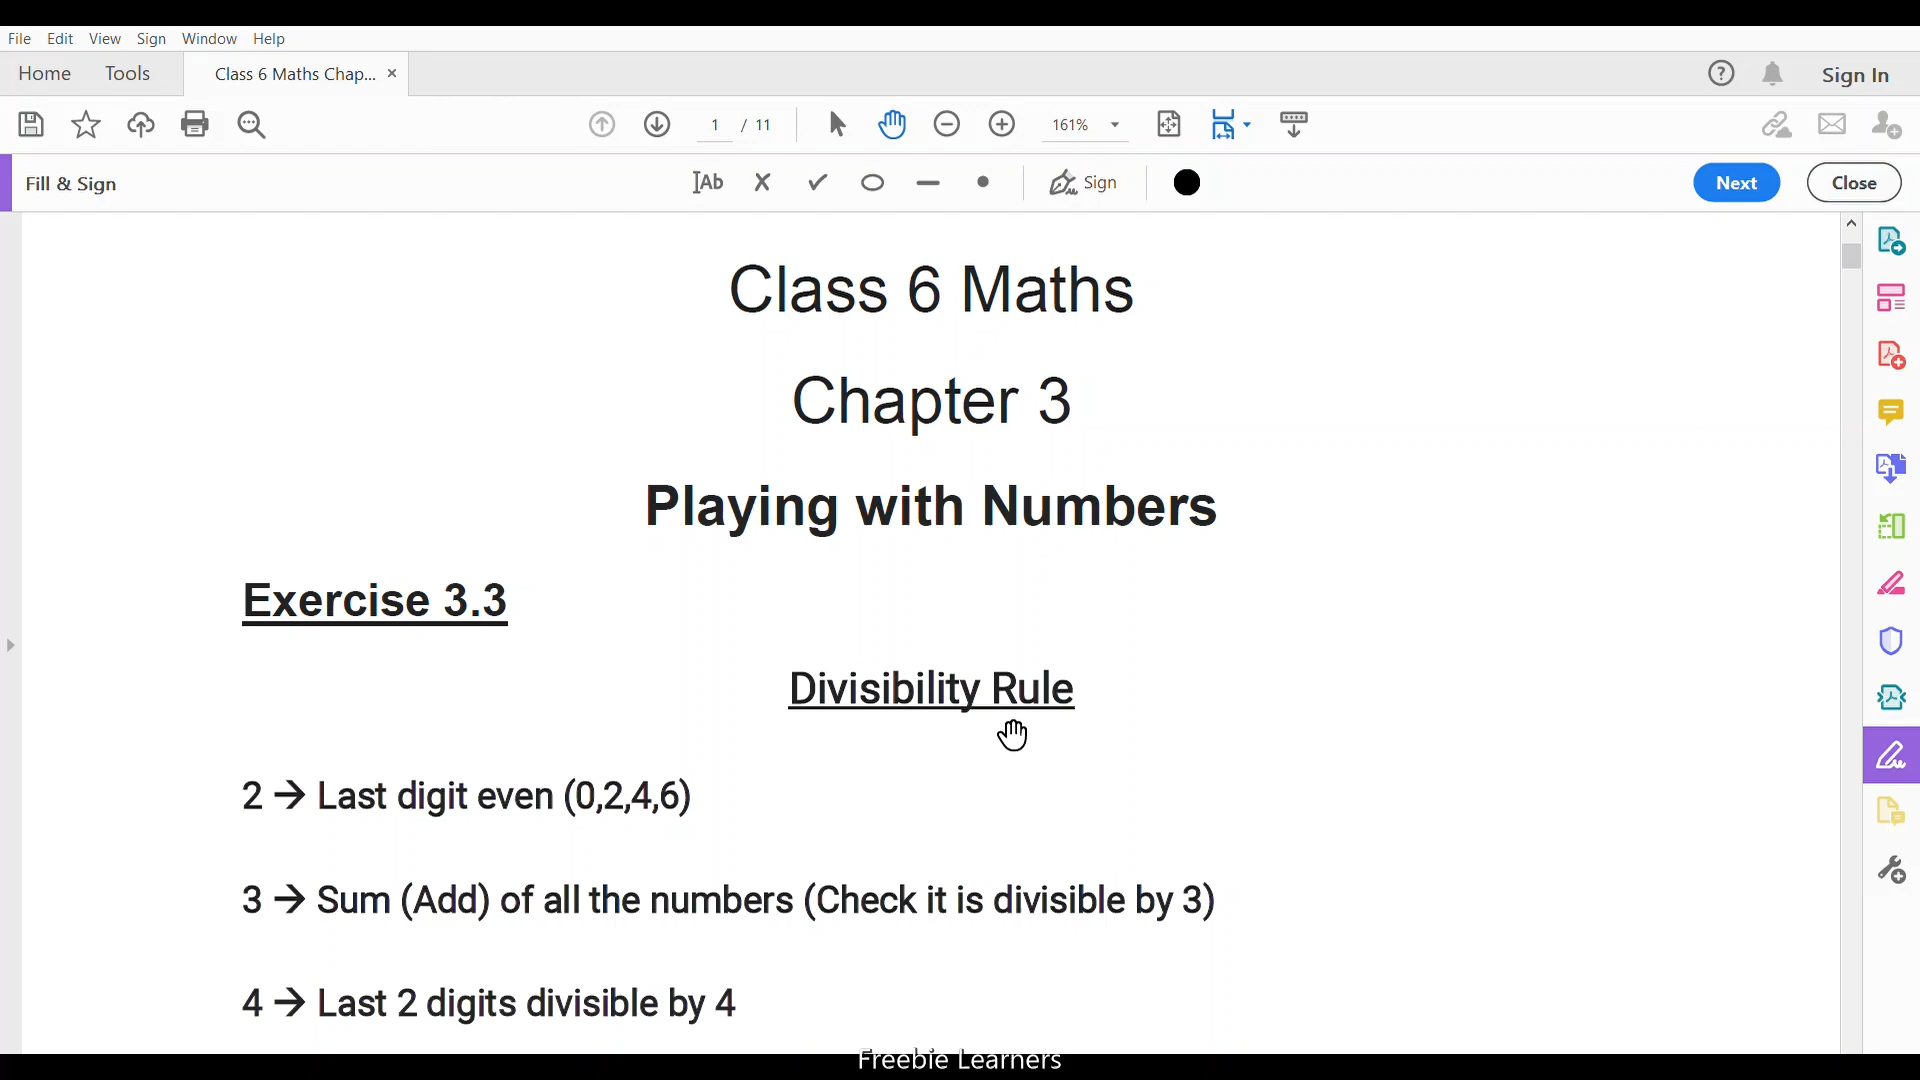 File Edit View Sign Window Help
Home Tools Class 6 Maths Chap... × Sign In
1 / 11 161%
Fill & Sign Ab Sign Next Close
Class 6 Maths
Chapter 3
Playing with Numbers
Exercise 3.3
Divisibility Rule
2 → Last digit even (0,2,4,6)
3 → Sum (Add) of all the numbers (Check it is divisible by 3)
4 → Last 2 digits divisible by 4
Freebie Learners